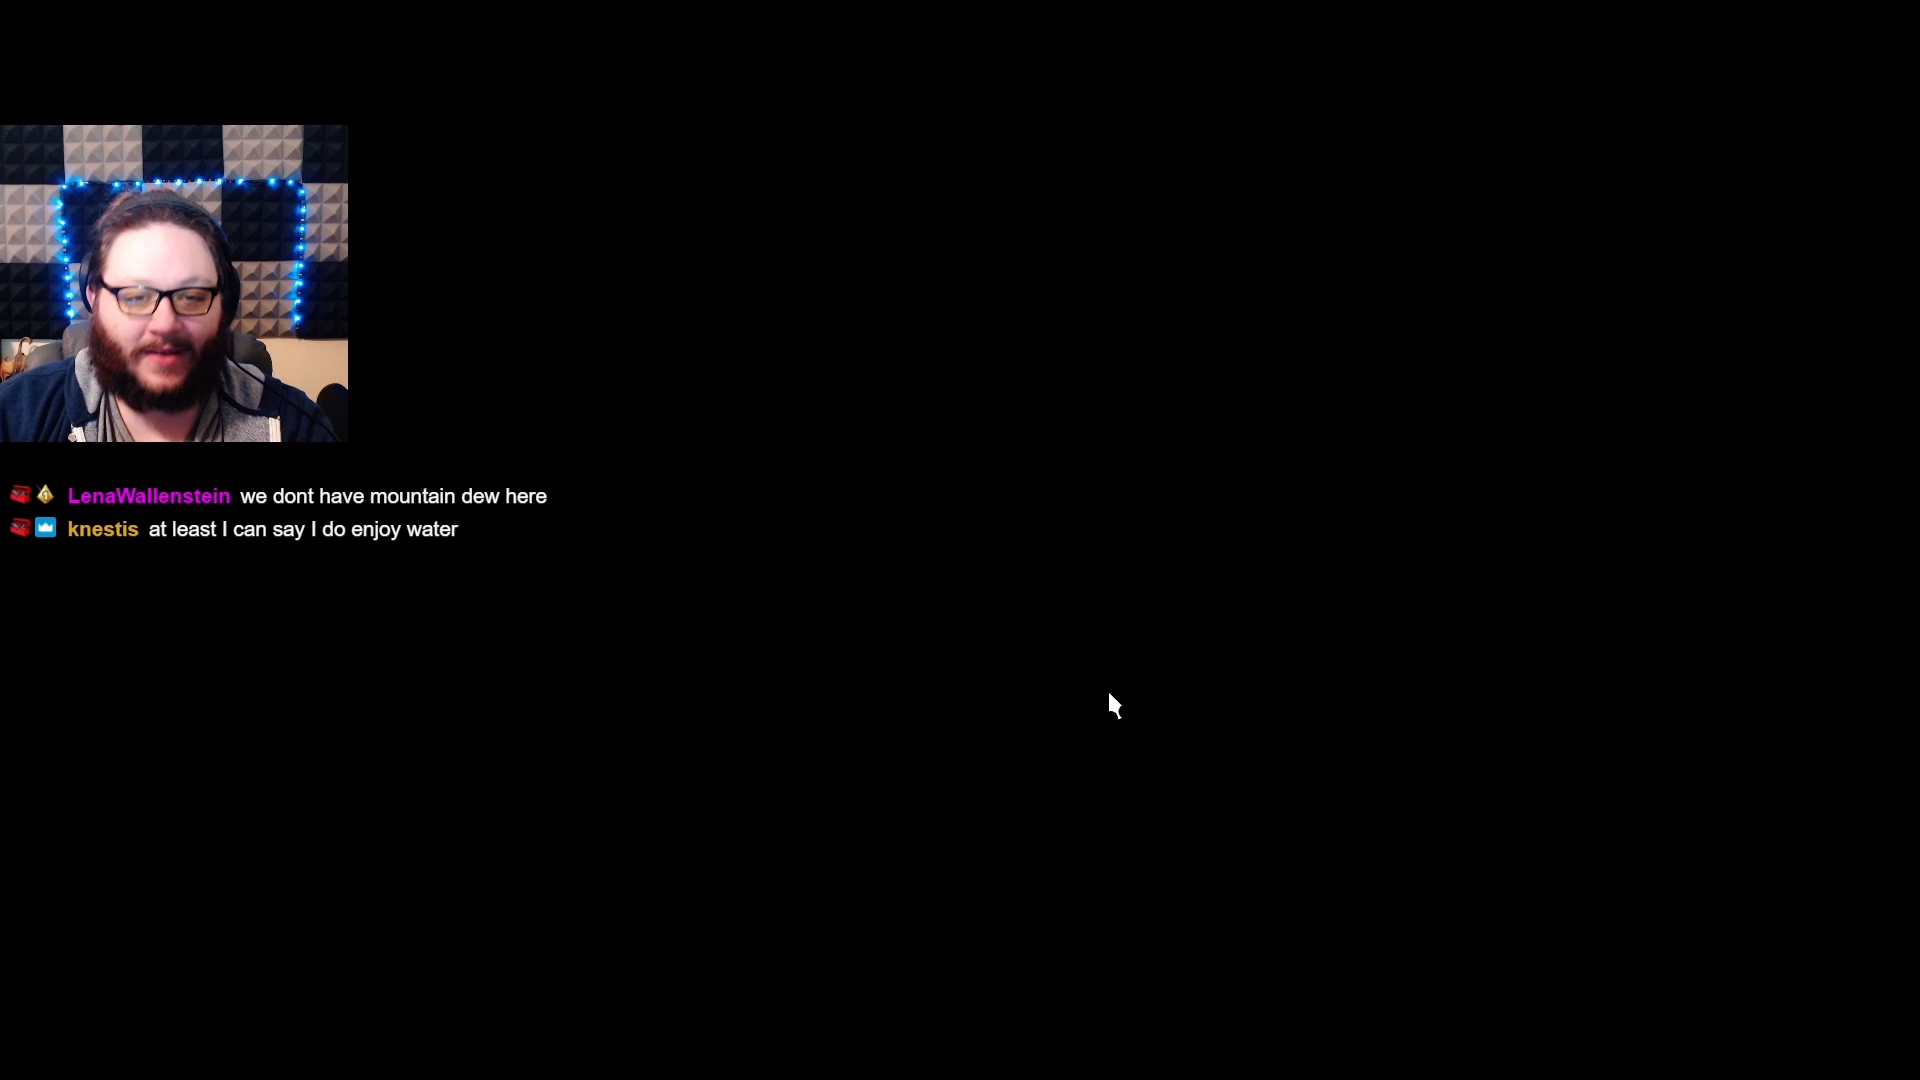 LenaWallenstein we dont have mountain dew here
knestis at least I can say I do enjoy water